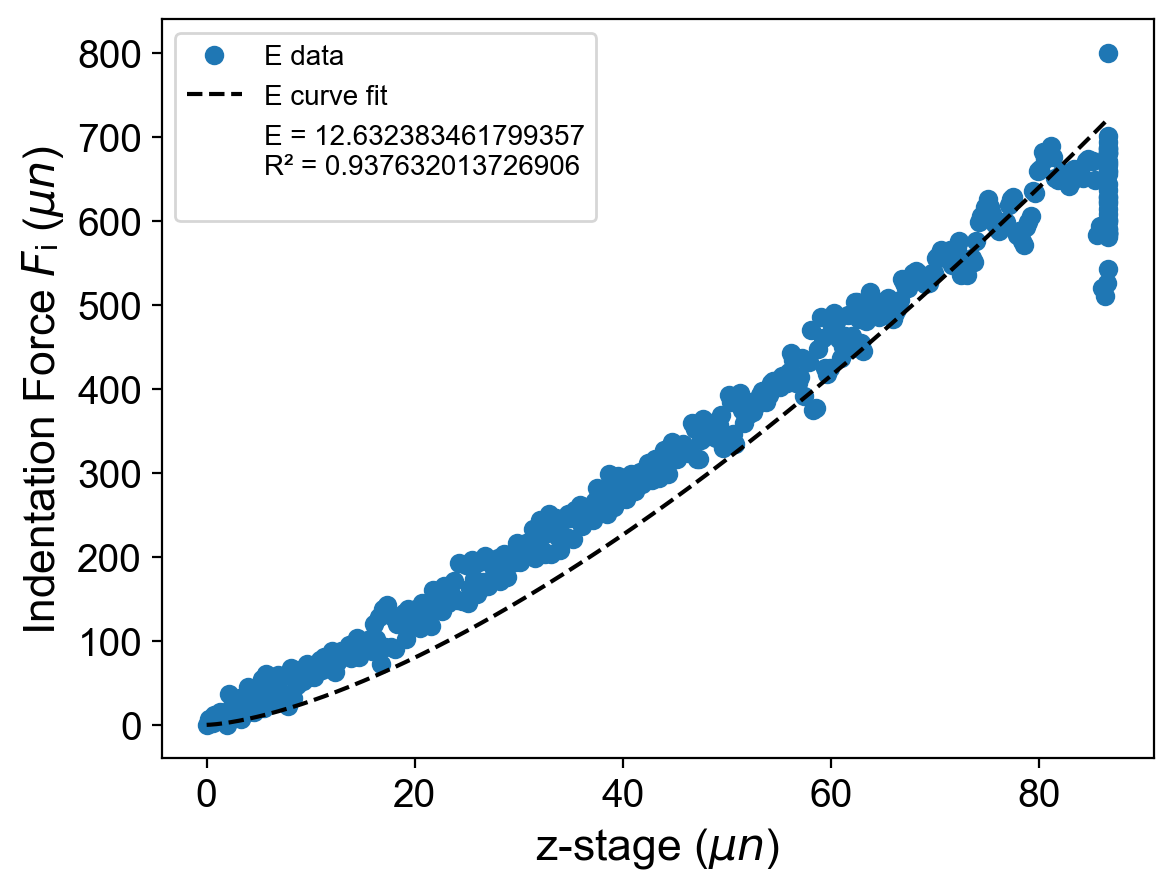 E data
E curve fit
E = 12.632383461799357
R² = 0.937632013726906
800
700
600
500
400
300
200
100
0
Indentation Force Fi (μn)
0 20 40 60 80
z-stage (μn)